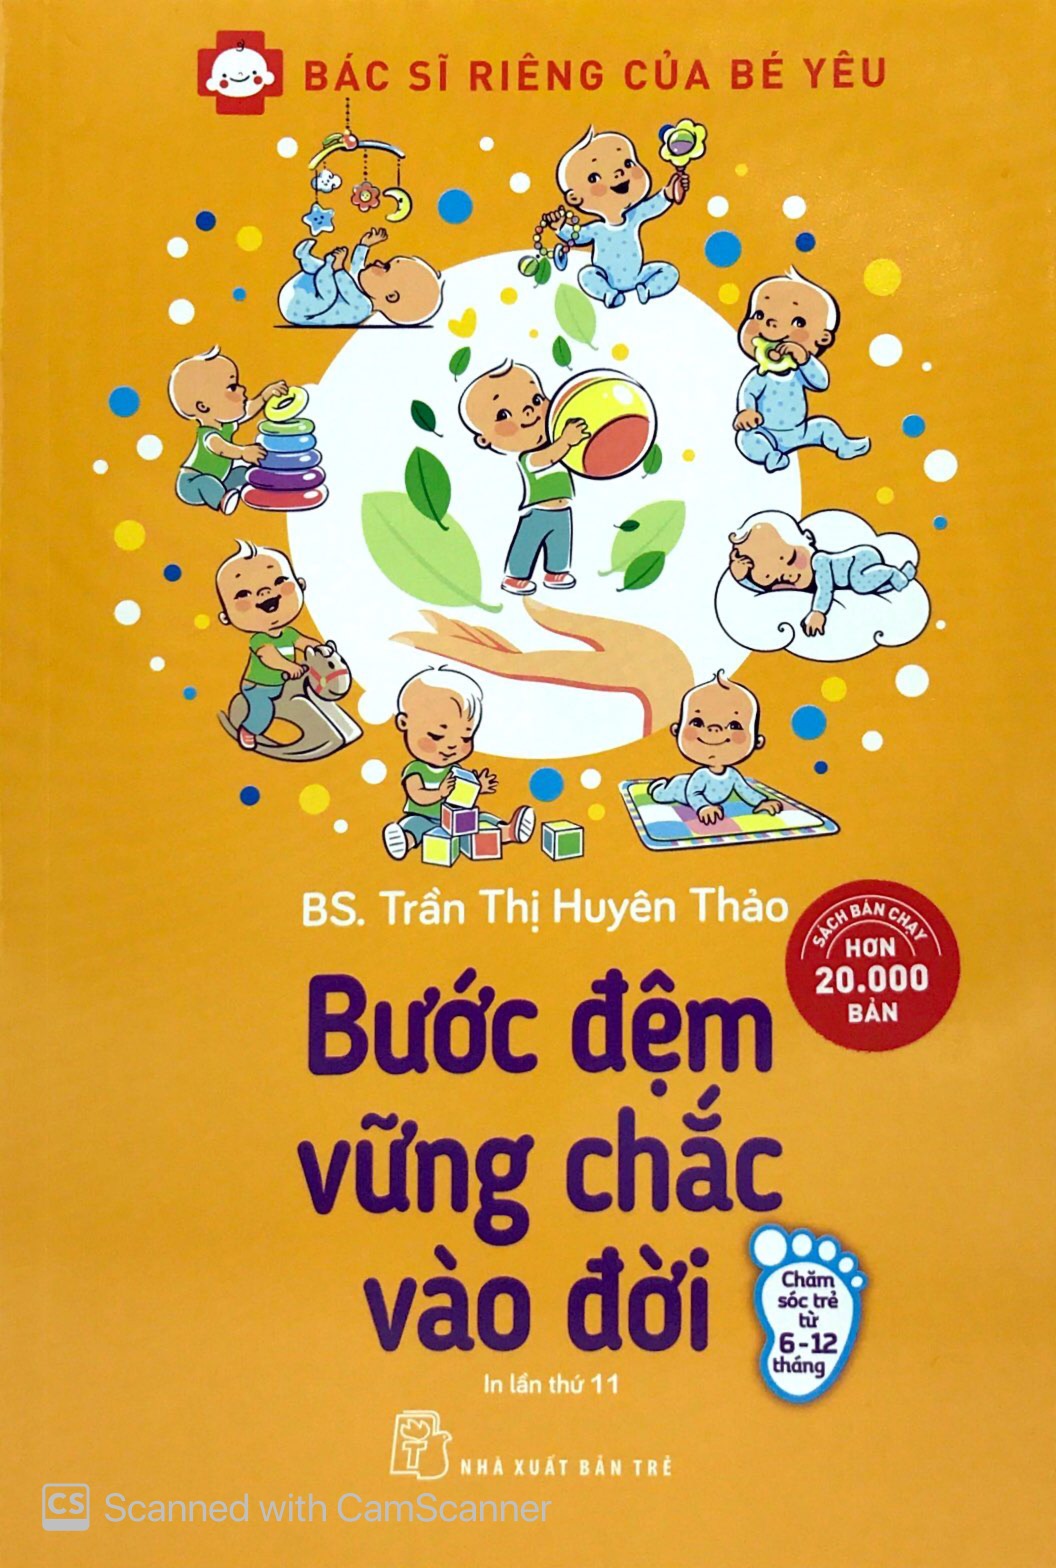 BÁC SĨ RIÊNG CỦA BÉ YÊU
BS. Trần Thị Huyên Thảo
SÁCH BÁN CHẠY
HƠN
20.000
BẢN
Bước đệm
vững chắc
vào đời
Chăm
sóc trẻ
từ
6-12
tháng
In lần thứ 11
T
NHÀ XUẤT BẢN TRẺ
CS Scanned with CamScanner